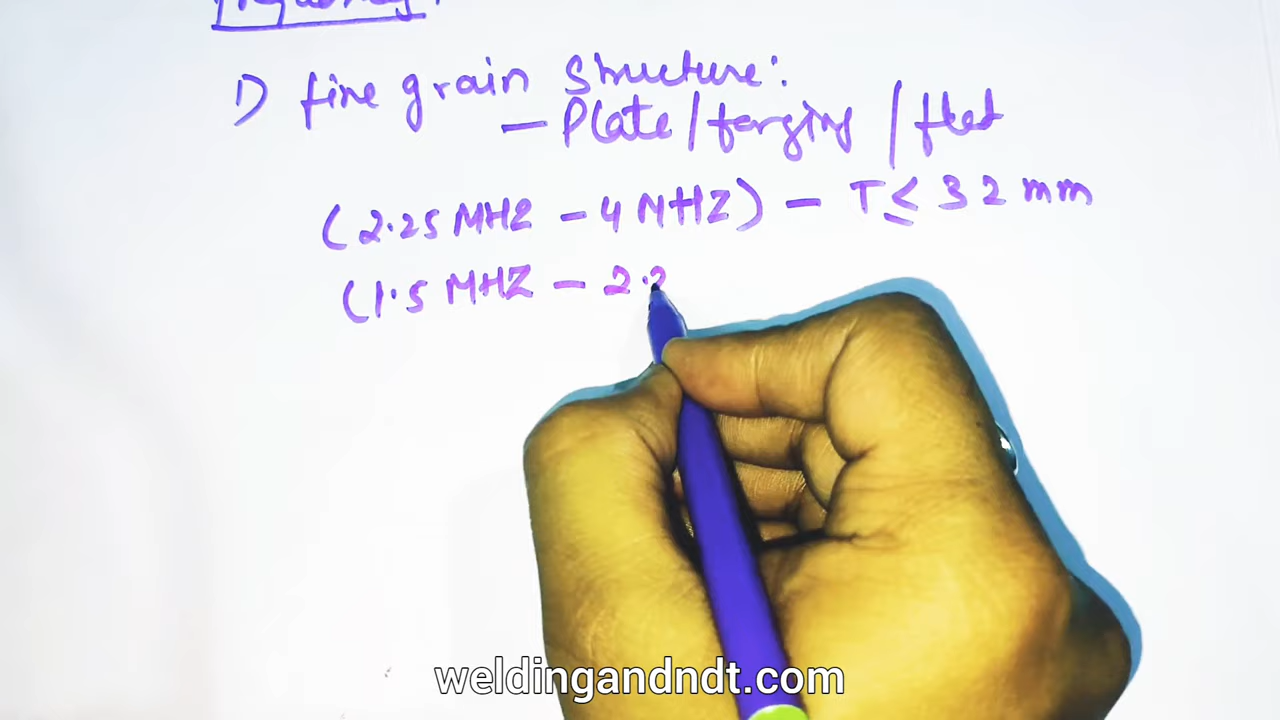 1) fine grain Structure:
— Plate/forging/flat
(2.25 MHZ – 4 MHZ) – T ≤ 32 mm
(1.5 MHZ – 2.2
weldingandndt.com